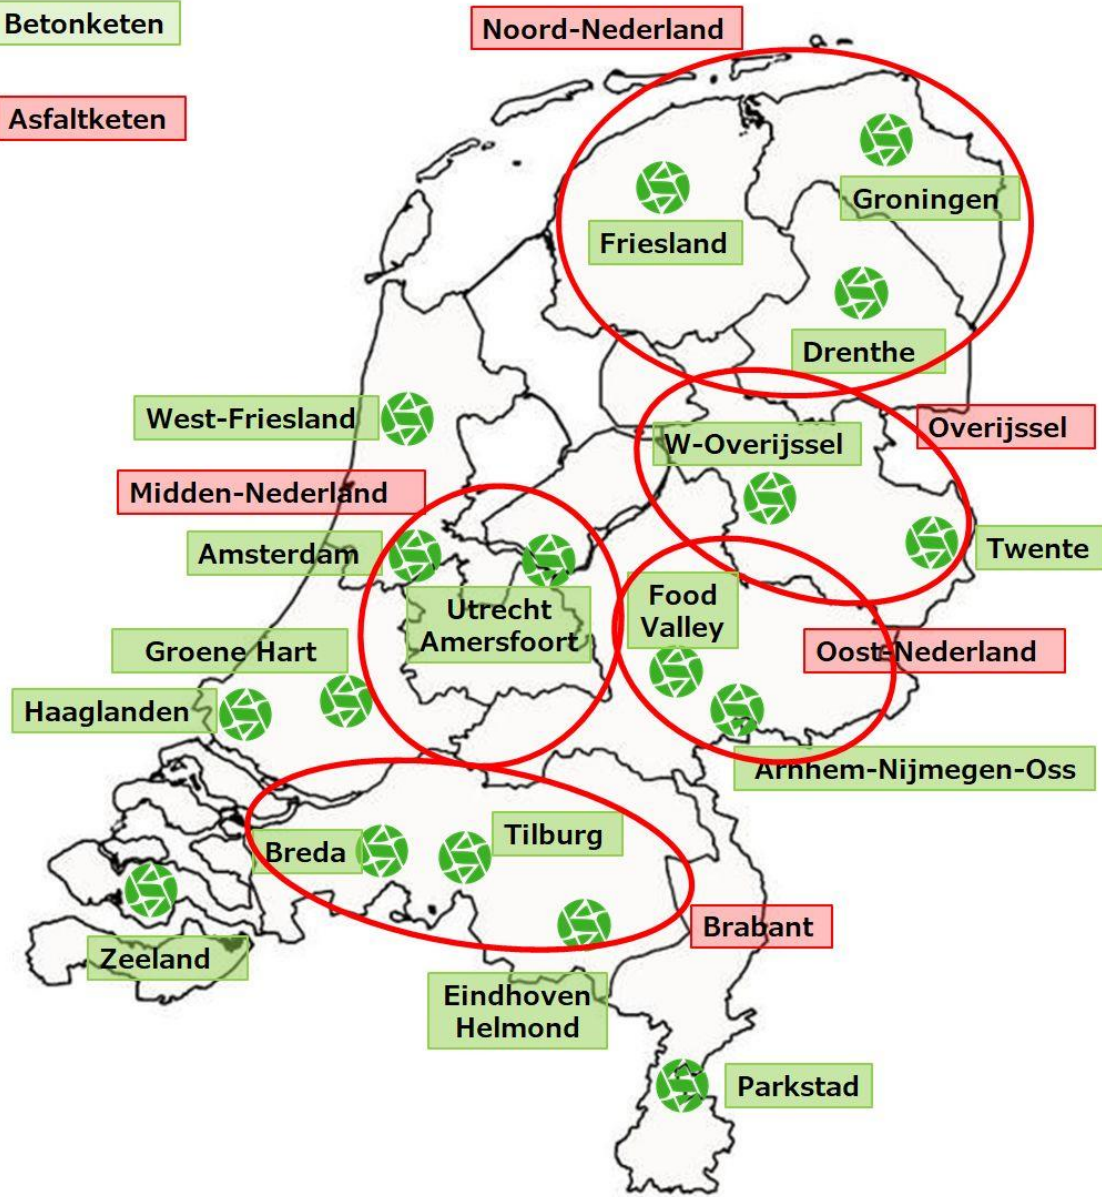 Betonketen
Noord-Nederland
Asfaltketen
Groningen
Friesland
Drenthe
West-Friesland
Overijssel
W-Overijssel
Midden-Nederland
Amsterdam
Twente
Utrecht
Amersfoort
Food
Valley
Groene Hart
Oost-Nederland
Haaglanden
Arnhem-Nijmegen-Oss
Tilburg
Breda
Brabant
Zeeland
Eindhoven
Helmond
Parkstad